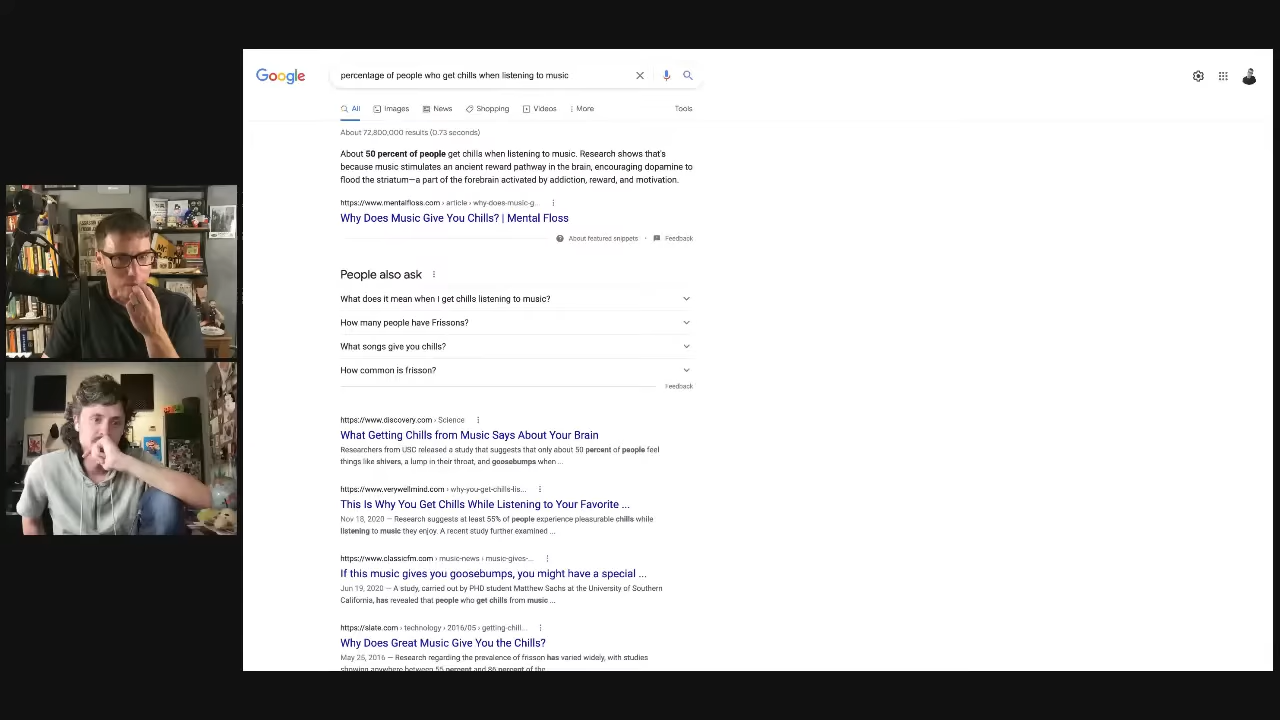 Google
percentage of people who get chills when listening to music
All Images News Shopping Videos More Tools
About 72,800,000 results (0.73 seconds)
About 50 percent of people get chills when listening to music. Research shows that's
because music stimulates an ancient reward pathway in the brain, encouraging dopamine to
flood the striatum—a part of the forebrain activated by addiction, reward, and motivation.
https://www.mentalfloss.com › article › why-does-music-g...
Why Does Music Give You Chills? | Mental Floss
About featured snippets • Feedback
People also ask
What does it mean when I get chills listening to music?
How many people have Frissons?
What songs give you chills?
How common is frisson?
Feedback
https://www.discovery.com › Science
What Getting Chills from Music Says About Your Brain
Researchers from USC released a study that suggests that only about 50 percent of people feel
things like shivers, a lump in their throat, and goosebumps when ...
https://www.verywellmind.com › why-you-get-chills-lis...
This Is Why You Get Chills While Listening to Your Favorite ...
Nov 18, 2020 — Research suggests at least 55% of people experience pleasurable chills while
listening to music they enjoy. A recent study further examined ...
https://www.classicfm.com › music-news › music-gives-...
If this music gives you goosebumps, you might have a special ...
Jun 19, 2020 — A study, carried out by PHD student Matthew Sachs at the University of Southern
California, has revealed that people who get chills from music ...
https://slate.com › technology › 2016/05 › getting-chill...
Why Does Great Music Give You the Chills?
May 25, 2016 — Research regarding the prevalence of frisson has varied widely, with studies
showing anywhere between 55 percent and 86 percent of the